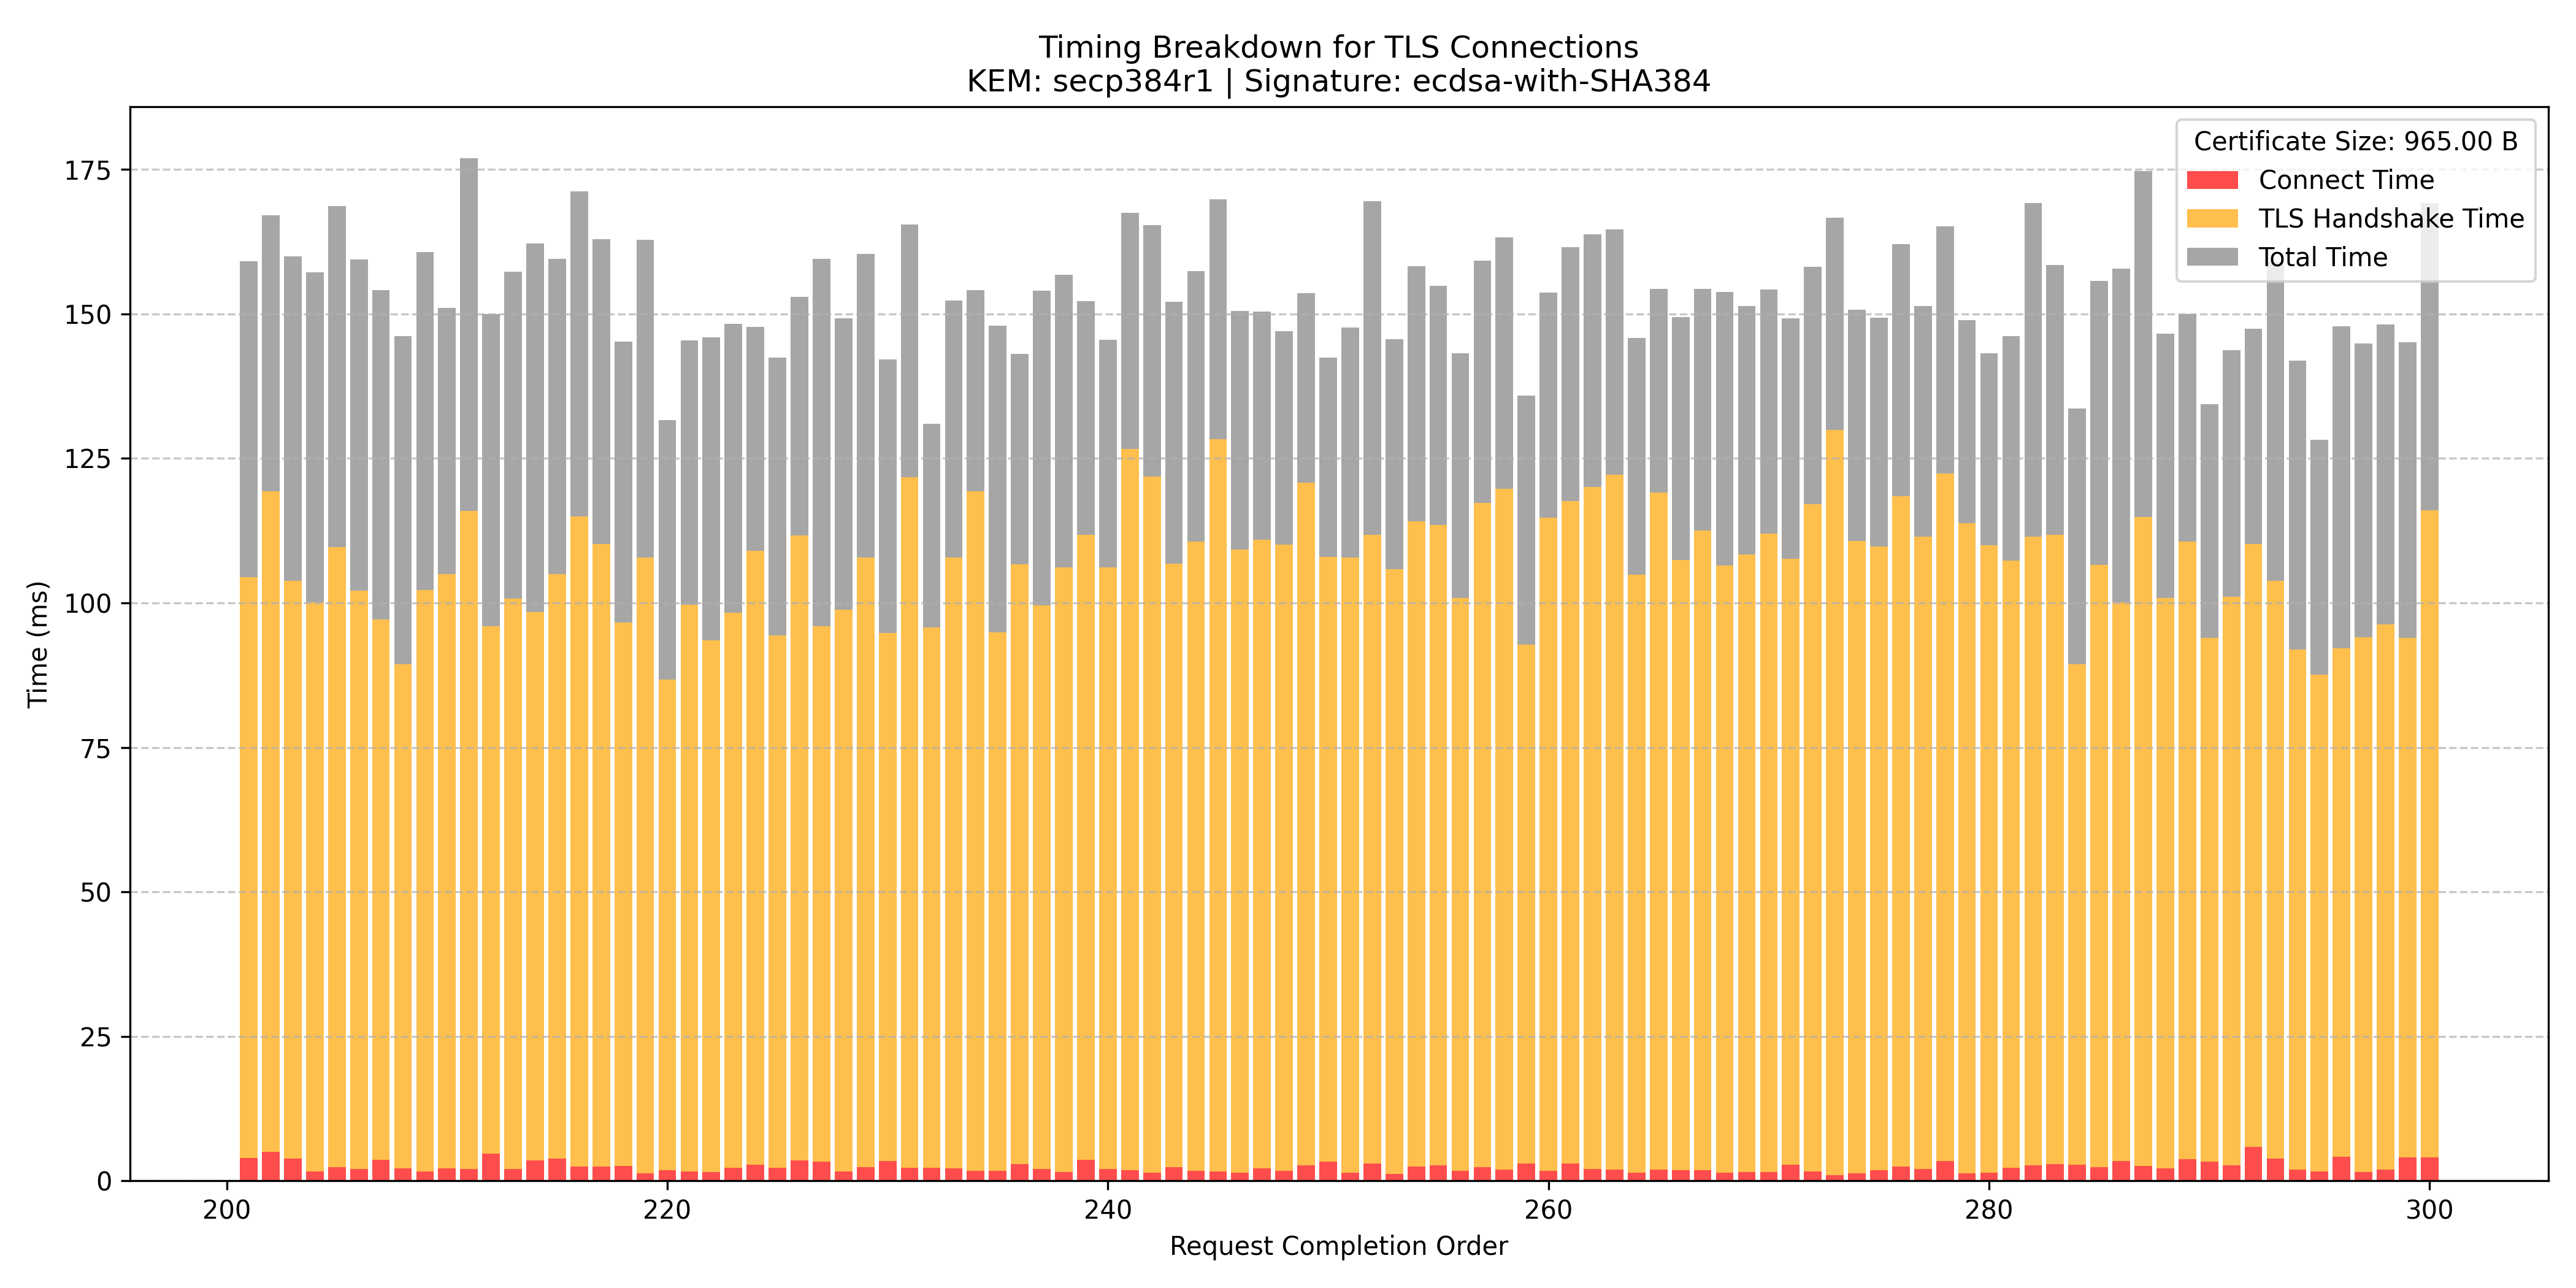 Timing Breakdown for TLS Connections
KEM: secp384r1 | Signature: ecdsa-with-SHA384
Certificate Size: 965.00 B
Connect Time
TLS Handshake Time
Total Time
Time (ms)
175
150
125
100
75
50
25
0
200 220 240 260 280 300
Request Completion Order